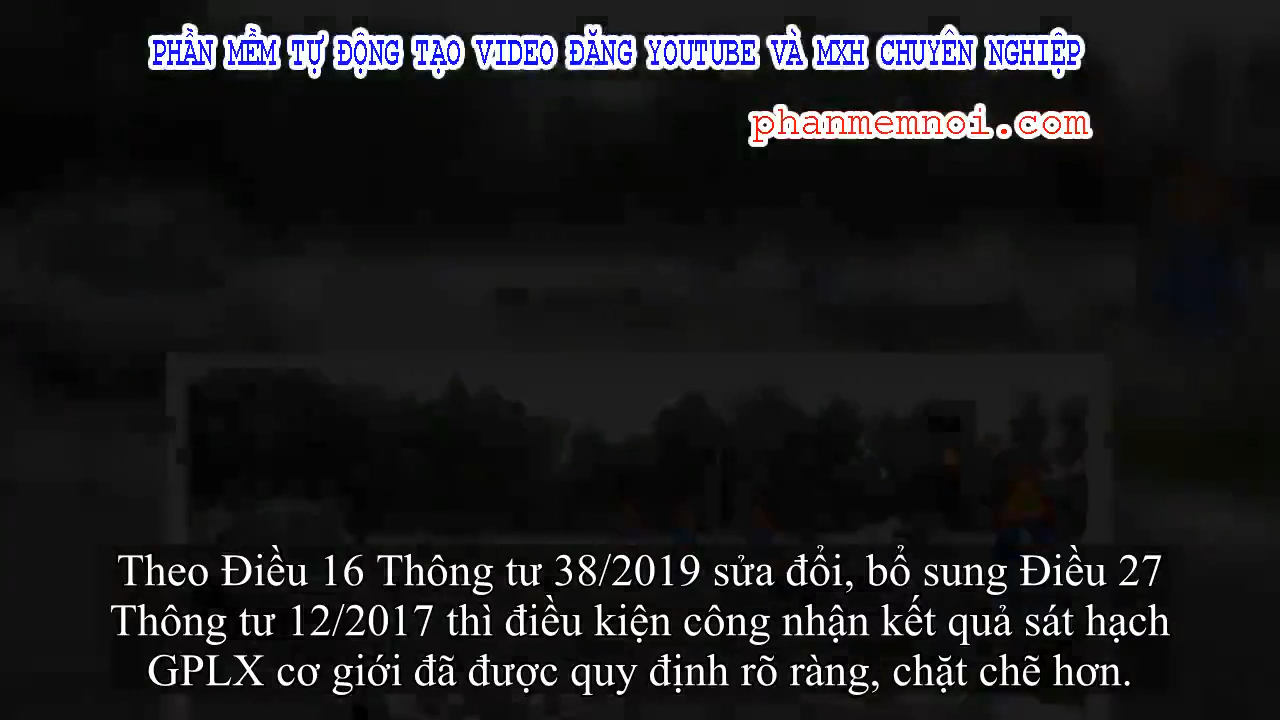 PHẦN MỀM TỰ ĐỘNG TẠO VIDEO ĐĂNG YOUTUBE VÀ MXH CHUYÊN NGHIỆP
phanmemnoi.com
Theo Điều 16 Thông tư 38/2019 sửa đổi, bổ sung Điều 27
Thông tư 12/2017 thì điều kiện công nhận kết quả sát hạch
GPLX cơ giới đã được quy định rõ ràng, chặt chẽ hơn.